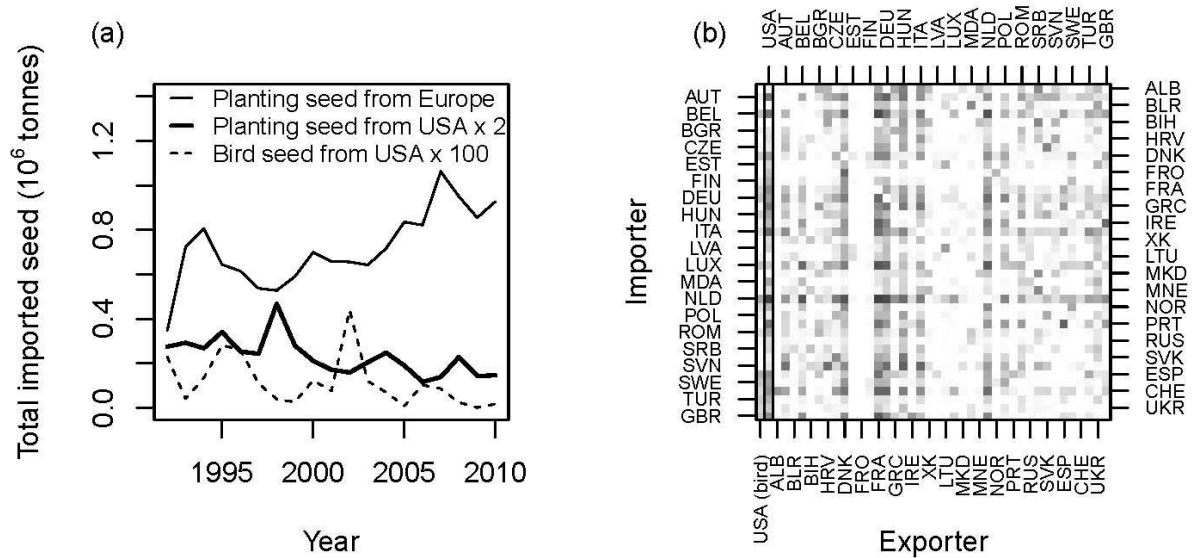 (a)
Total imported seed (10⁶ tonnes)
0.0
0.4
0.8
1.2
Planting seed from Europe
Planting seed from USA x 2
Bird seed from USA x 100
1995
2000
2005
2010
Year
(b)
USA
AUT
BEL
BGR
CZE
EST
FIN
DEU
HUN
ITA
LVA
LUX
MDA
NLD
POL
ROM
SRB
SVN
SWE
TUR
GBR
Importer
AUT
BEL
BGR
CZE
EST
FIN
DEU
HUN
ITA
LVA
LUX
MDA
NLD
POL
ROM
SRB
SVN
SWE
TUR
GBR
ALB
BLR
BIH
HRV
DNK
FRO
FRA
GRC
IRE
XK
LTU
MKD
MNE
NOR
PRT
RUS
SVK
ESP
CHE
UKR
USA (bird)
ALB
BLR
BIH
HRV
DNK
FRO
FRA
GRC
IRE
XK
LTU
MKD
MNE
NOR
PRT
RUS
SVK
ESP
CHE
UKR
Exporter